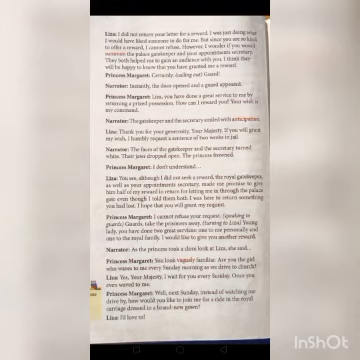 Lisa: I did not return your letter for a reward. I was just doing what
I would have liked someone to do for me. But since you are so kind
to offer a reward, I cannot refuse. However, I wonder if you would
summon the palace gatekeeper and your appointments secretary.
They both helped me to gain an audience with you. I think they
will be happy to know that you have granted me a reward.
Princess Margaret: Certainly. (calling out) Guard!
Narrator: Instantly, the door opened and a guard appeared.
Princess Margaret: Lisa, you have done a great service to me by
returning a prized possession. How can I reward you? Your wish is
my command.
Narrator: The gatekeeper and the secretary smiled with anticipation.
Lisa: Thank you for your generosity, Your Majesty. If you will grant
my wish, I humbly request a sentence of two weeks in jail.
Narrator: The faces of the gatekeeper and the secretary turned
white. Their jaws dropped open. The princess frowned.
Princess Margaret: I don't understand...
Lisa: You see, although I did not seek a reward, the royal gatekeeper,
as well as your appointments secretary, made me promise to give
him half of my reward in return for letting me in through the palace
gate even though I told them both I was here to return something
you had lost. I hope that you will grant my request.
Princess Margaret: I cannot refuse your request. (Speaking to
guards) Guards, take the prisoners away. (Turning to Lisa) Young
lady, you have done two great services: one to me personally and
one to the royal family. I would like to give you another reward.
Narrator: As the princess took a close look at Lisa, she said...
Princess Margaret: You look vaguely familiar. Are you the girl
who waves to me every Sunday morning as we drive to church?
Lisa: Yes, Your Majesty, I wait for you every Sunday. Once you
even waved to me.
Princess Margaret: Well, next Sunday, instead of watching me
drive by, how would you like to join me for a ride in the royal
carriage dressed in a brand-new gown?
Lisa: I'd love to!
InShOt